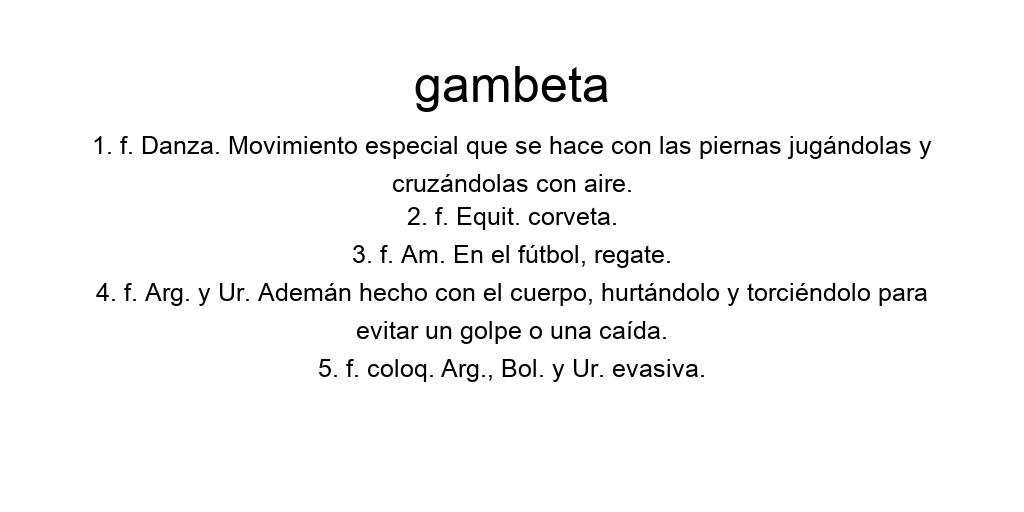 gambeta
1. f. Danza. Movimiento especial que se hace con las piernas jugándolas y
cruzándolas con aire.
2. f. Equit. corveta.
3. f. Am. En el fútbol, regate.
4. f. Arg. y Ur. Ademán hecho con el cuerpo, hurtándolo y torciéndolo para
evitar un golpe o una caída.
5. f. coloq. Arg., Bol. y Ur. evasiva.